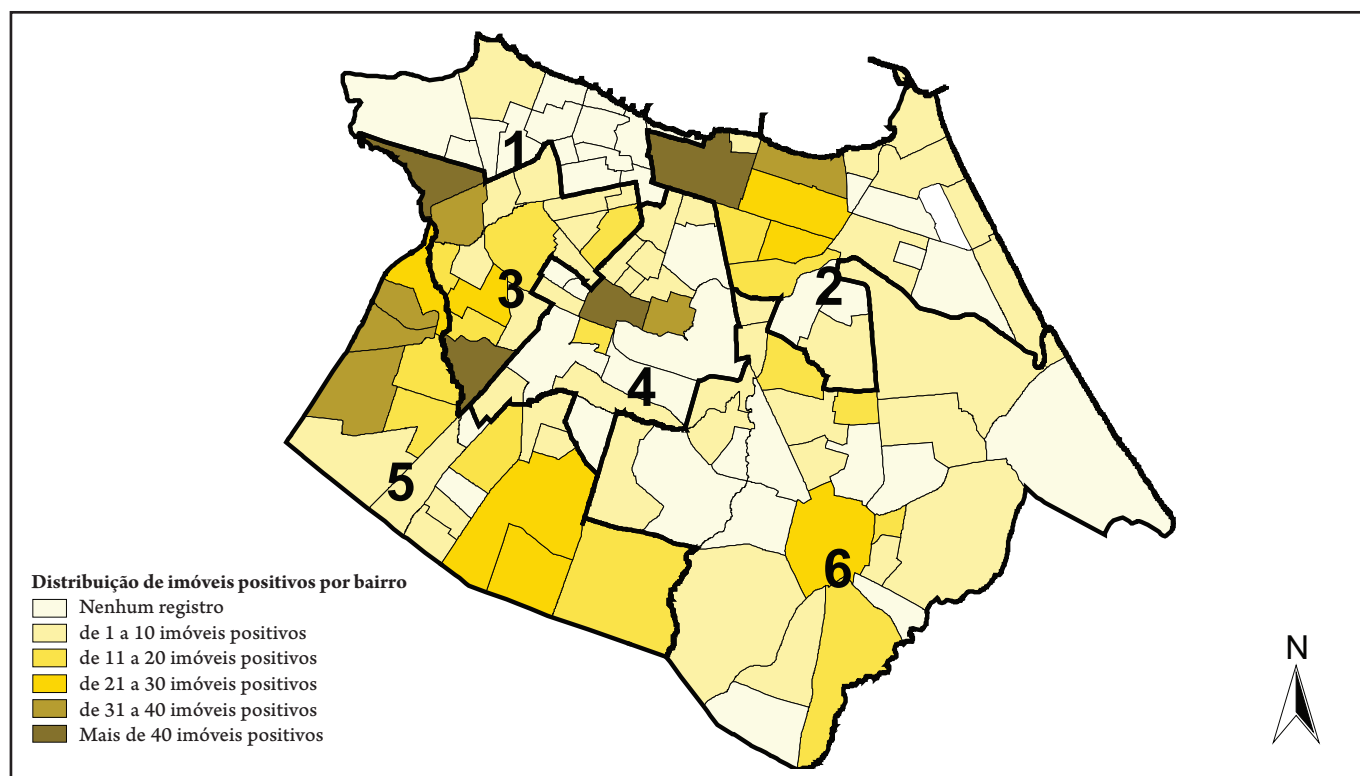 1
2
3
4
5
6
Distribuição de imóveis positivos por bairro
Nenhum registro
de 1 a 10 imóveis positivos
de 11 a 20 imóveis positivos
de 21 a 30 imóveis positivos
de 31 a 40 imóveis positivos
Mais de 40 imóveis positivos
N